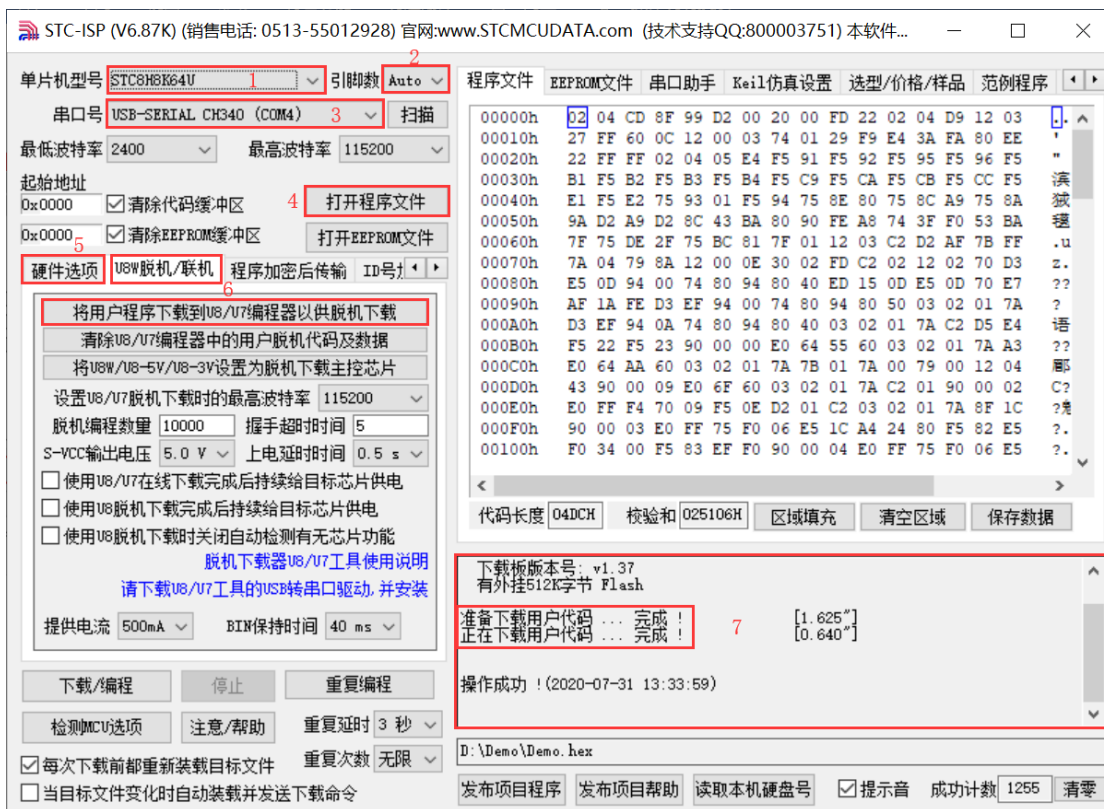 STC-ISP (V6.87K) (销售电话: 0513-55012928) 官网:www.STCMCUDATA.com (技术支持QQ:800003751) 本软件...
单片机型号 STC8H8K64U 1 引脚数 Auto 2
串口号 USB-SERIAL CH340 (COM4) 3 扫描
最低波特率 2400 最高波特率 115200
起始地址
0x0000 清除代码缓冲区 4 打开程序文件
0x0000 清除EEPROM缓冲区 打开EEPROM文件
5
硬件选项 U8W脱机/联机 程序加密后传输 ID号
6
将用户程序下载到U8/U7编程器以供脱机下载
清除U8/U7编程器中的用户脱机代码及数据
将U8W/U8-5V/U8-3V设置为脱机下载主控芯片
设置U8/U7脱机下载时的最高波特率 115200
脱机编程数量 10000 握手超时时间 5
S-VCC输出电压 5.0 V 上电延时时间 0.5 s
使用U8/U7在线下载完成后持续给目标芯片供电
使用U8脱机下载完成后持续给目标芯片供电
使用U8脱机下载时关闭自动检测有无芯片功能
脱机下载器U8/U7工具使用说明
请下载U8/U7工具的USB转串口驱动,并安装
提供电流 500mA BIN保持时间 40 ms
下载/编程 停止 重复编程
检测MCU选项 注意/帮助 重复延时 3 秒
每次下载前都重新装载目标文件 重复次数 无限
当目标文件变化时自动装载并发送下载命令
程序文件 EEPROM文件 串口助手 Keil仿真设置 选型/价格/样品 范例程序
00000h 02 04 CD 8F 99 D2 00 20 00 FD 22 02 04 D9 12 03 ..
00010h 27 FF 60 0C 12 00 03 74 01 29 F9 E4 3A FA 80 EE '
00020h 22 FF FF 02 04 05 E4 F5 91 F5 92 F5 95 F5 96 F5 "
00030h B1 F5 B2 F5 B3 F5 B4 F5 C9 F5 CA F5 CB F5 CC F5 滨
00040h E1 F5 E2 75 93 01 F5 94 75 8E 80 75 8C A9 75 8A
00050h 9A D2 A9 D2 8C 43 BA 80 90 FE A8 74 3F F0 53 BA
00060h 7F 75 DE 2F 75 BC 81 7F 01 12 03 C2 D2 AF 7B FF .u
00070h 7A 04 79 8A 12 00 0E 30 02 FD C2 02 12 02 70 D3 z.
00080h E5 0D 94 00 74 80 94 80 40 ED 15 0D E5 0D 70 E7 ??
00090h AF 1A FE D3 EF 94 00 74 80 94 80 50 03 02 01 7A ?
000A0h D3 EF 94 0A 74 80 94 80 40 03 02 01 7A C2 D5 E4 语
000B0h F5 22 F5 23 90 00 00 E0 64 55 60 03 02 01 7A A3 ??
000C0h E0 64 AA 60 03 02 01 7A 7B 01 7A 00 79 00 12 04 郿
000D0h 43 90 00 09 E0 6F 60 03 02 01 7A C2 01 90 00 02 C?
000E0h E0 FF F4 70 09 F5 0E D2 01 C2 03 02 01 7A 8F 1C
000F0h 90 00 03 E0 FF 75 F0 06 E5 1C A4 24 80 F5 82 E5 ?.
00100h F0 34 00 F5 83 EF F0 90 00 04 E0 FF 75 F0 06 E5 ?.
代码长度 04DCH 校验和 025106H 区域填充 清空区域 保存数据
下载板版本号: v1.37
有外挂512K字节 Flash
准备下载用户代码 ... 完成 ! [1.625"]
正在下载用户代码 ... 完成 ! [0.640"]
7
操作成功 !(2020-07-31 13:33:59)
D:\Demo\Demo.hex
发布项目程序 发布项目帮助 读取本机硬盘号 提示音 成功计数 1255 清零